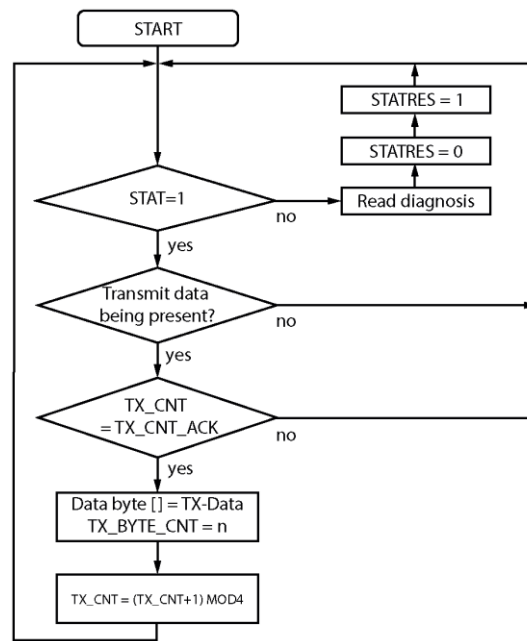 START
STATRES = 1
STATRES = 0
STAT=1
Read diagnosis
no
yes
Transmit data
being present?
no
yes
TX_CNT
= TX_CNT_ACK
no
yes
Data byte [] = TX-Data
TX_BYTE_CNT = n
TX_CNT = (TX_CNT+1) MOD4